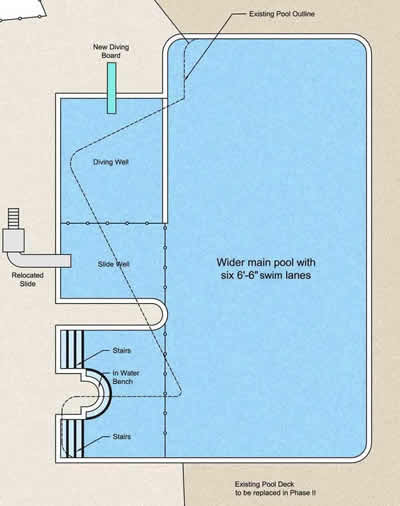 Existing Pool Outline
New Diving
Board
Diving Well
Slide Well
Wider main pool with
six 6'-6" swim lanes
Relocated
Slide
Stairs
In Water
Bench
Stairs
Existing Pool Deck
to be replaced in Phase II